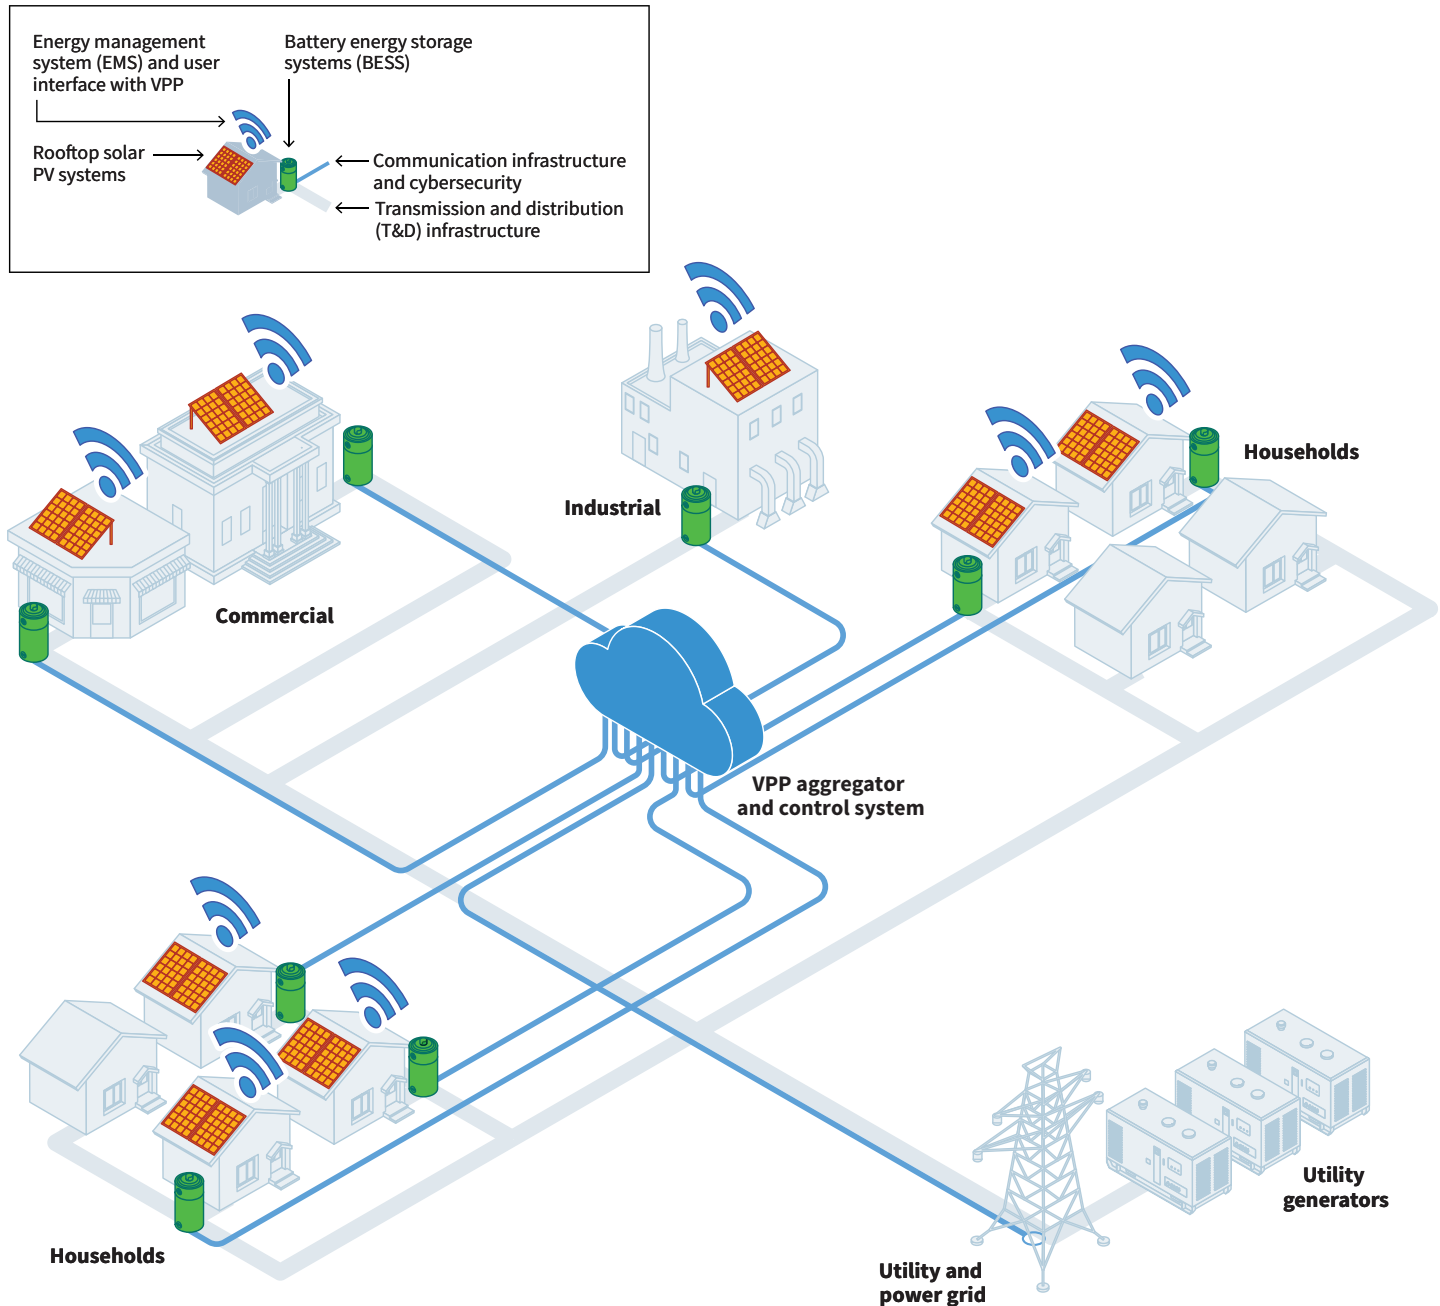 Energy management
system (EMS) and user
interface with VPP
Battery energy storage
systems (BESS)
Rooftop solar
PV systems
Communication infrastructure
and cybersecurity
Transmission and distribution
(T&D) infrastructure
Households
Industrial
Commercial
VPP aggregator
and control system
Utility
generators
Households
Utility and
power grid